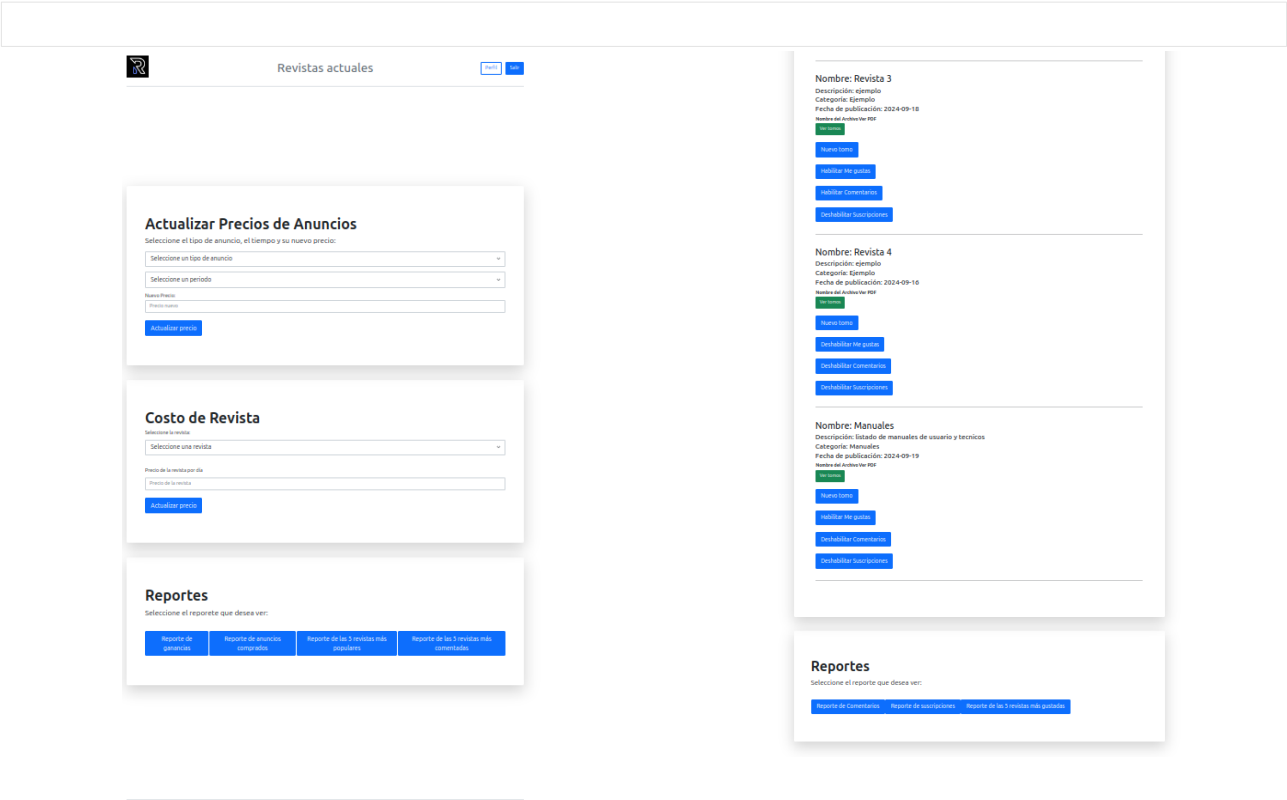 Revistas actuales
Perfil
Salir
Actualizar Precios de Anuncios
Seleccione el tipo de anuncio, el tiempo y su nuevo precio:
Seleccione un tipo de anuncio
Seleccione un periodo
Nuevo Precio
Precio nuevo
Actualizar precio
Costo de Revista
Seleccione la revista
Seleccione una revista
Precio de la revista por día
Precio de la revista
Actualizar precio
Reportes
Seleccione el reporete que desea ver:
Reporte de
ganancias
Reporte de anuncios
comprados
Reporte de las 5 revistas más
populares
Reporte de las 5 revistas más
comentadas
Nombre: Revista 3
Descripción: ejemplo
Categoria: Ejemplo
Fecha de publicación: 2024-09-18
Nombre del Archivo Ver PDF
Ver tomos
Nuevo tomo
Habilitar Me gustas
Habilitar Comentarios
Deshabilitar Suscripciones
Nombre: Revista 4
Descripción: ejemplo
Categoria: Ejemplo
Fecha de publicación: 2024-09-16
Nombre del Archivo Ver PDF
Ver tomos
Nuevo tomo
Deshabilitar Me gustas
Deshabilitar Comentarios
Deshabilitar Suscripciones
Nombre: Manuales
Descripción: listado de manuales de usuario y tecnicos
Categoria: Manuales
Fecha de publicación: 2024-09-19
Nombre del Archivo Ver PDF
Ver tomos
Nuevo tomo
Habilitar Me gustas
Deshabilitar Comentarios
Deshabilitar Suscripciones
Reportes
Seleccione el reporte que desea ver:
Reporte de Comentarios
Reporte de suscripciones
Reporte de las 5 revistas más gustadas